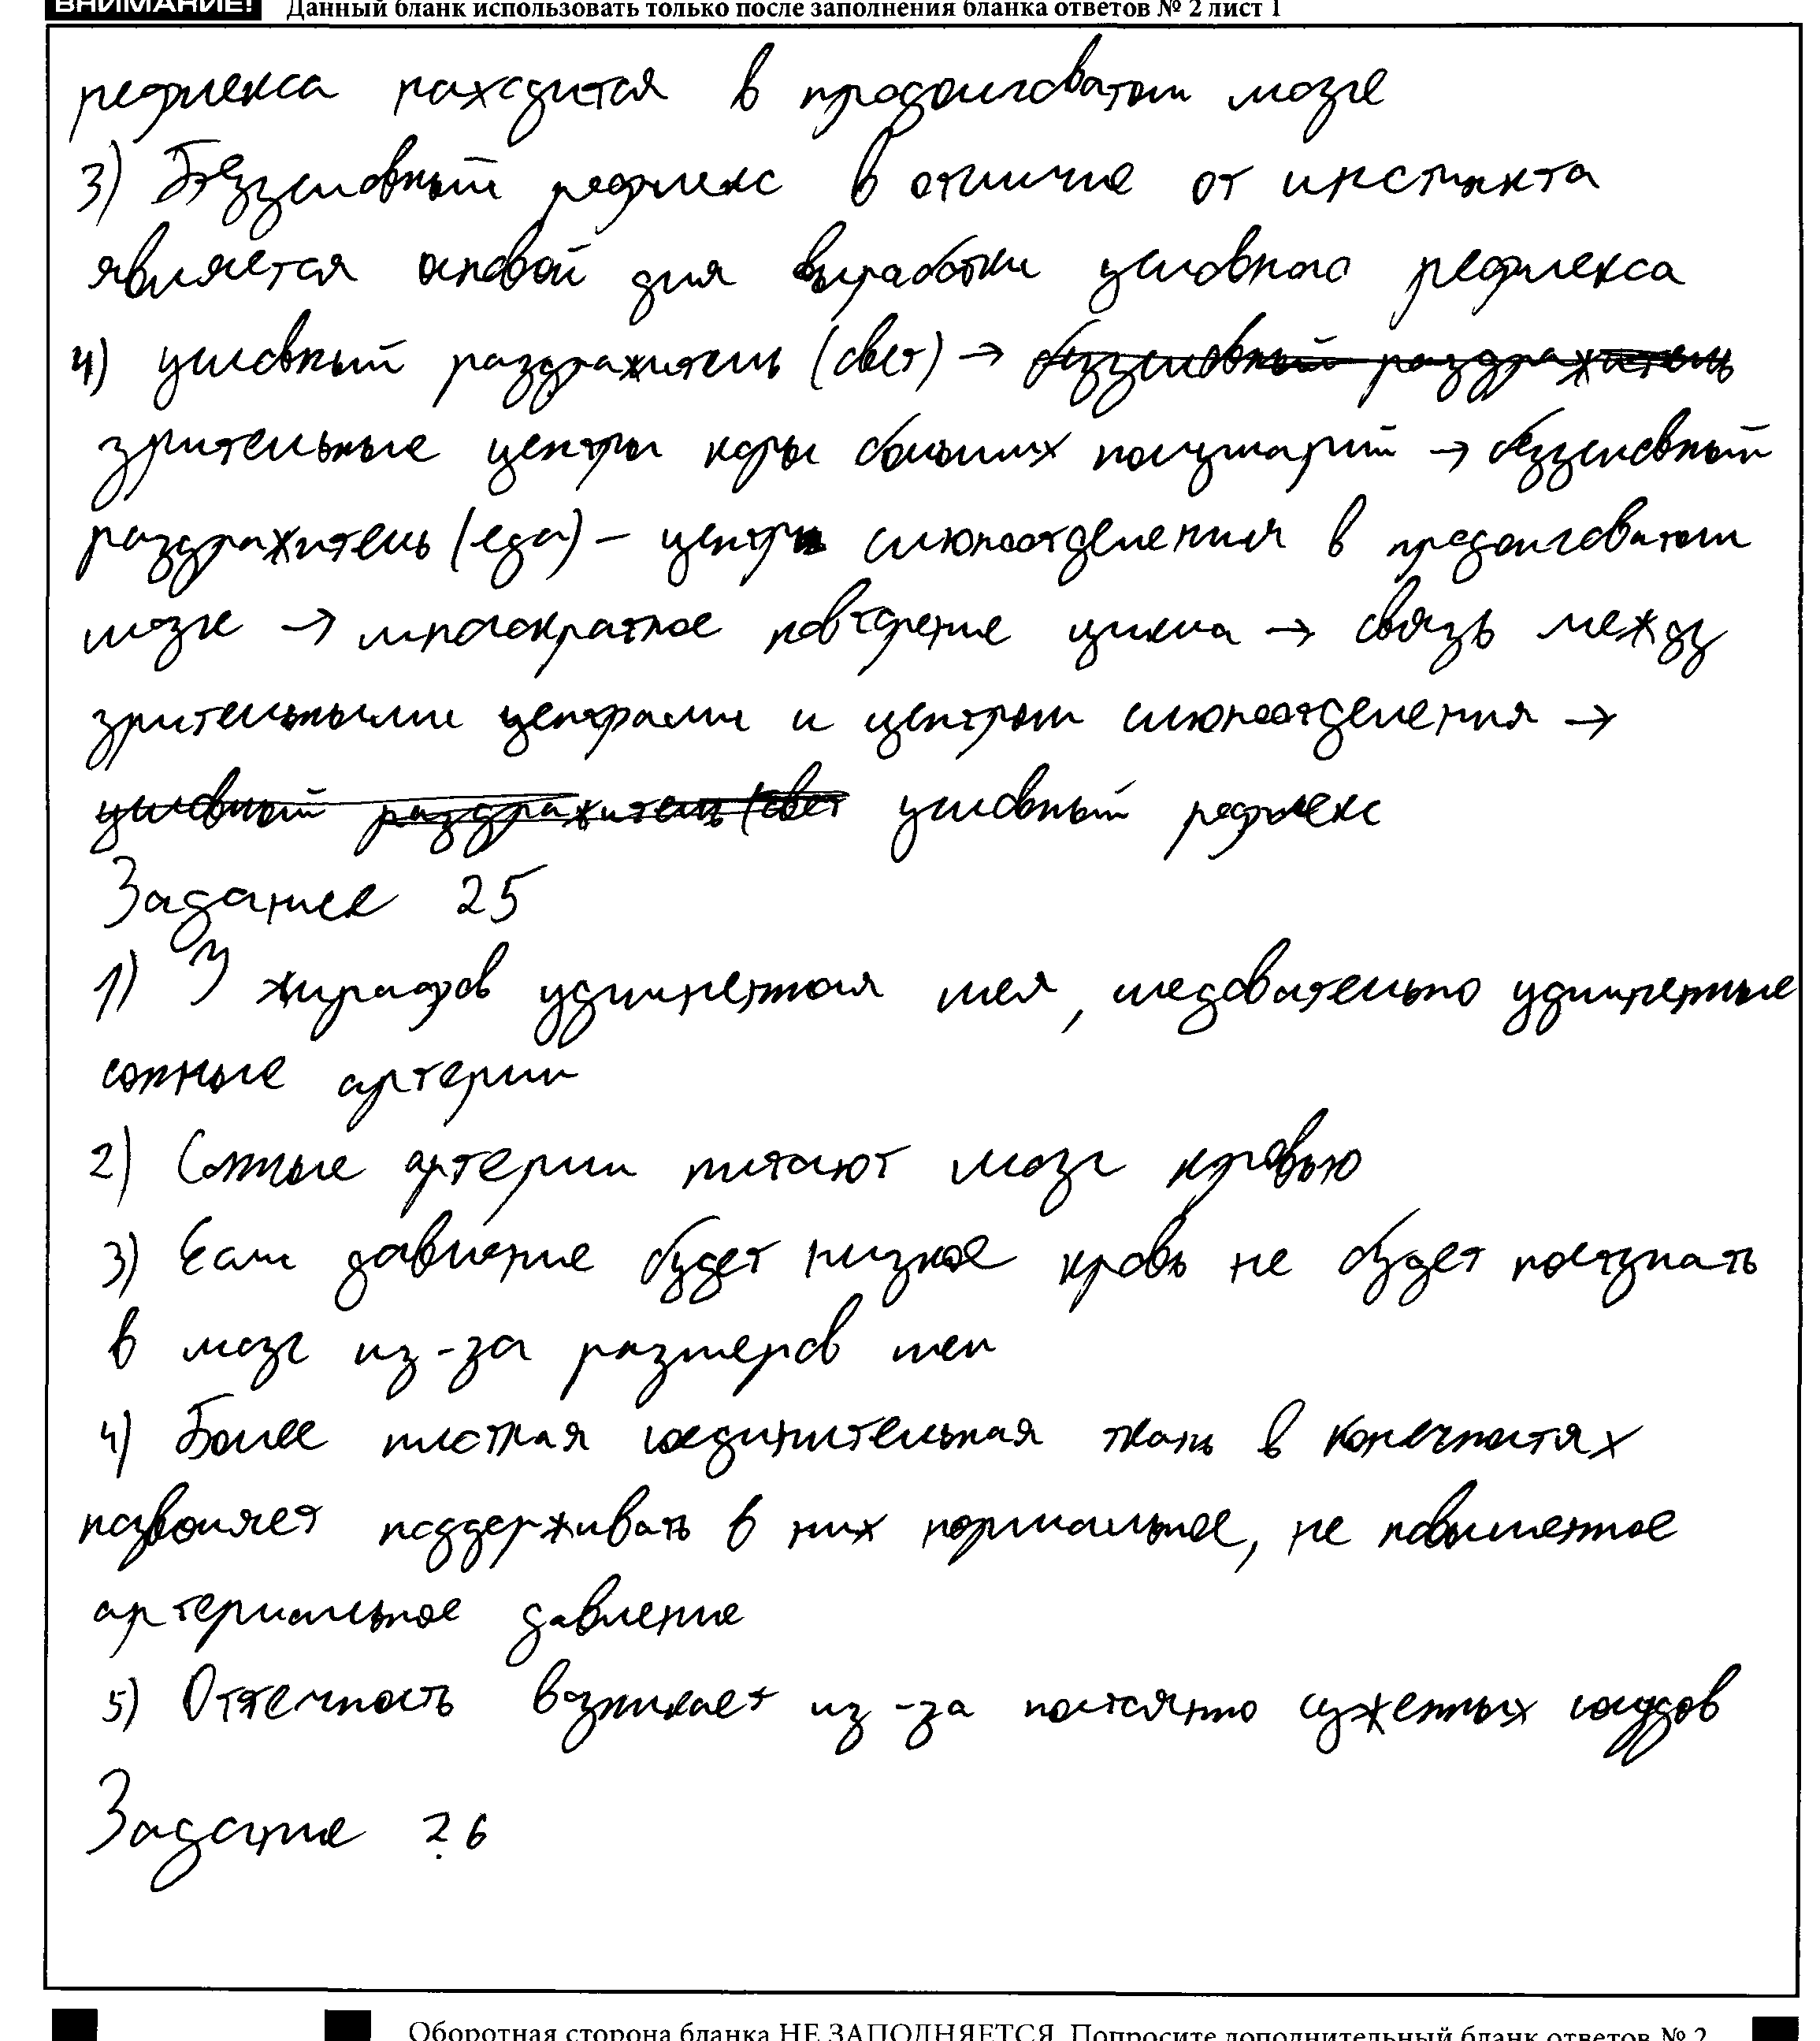 ВНИМАНИЕ! Данный бланк использовать только после заполнения бланка ответов № 2 лист 1
рефлекса находится в продолговатом мозге
3) Безусловный рефлекс в отличие от инстинкта
является основой для выработки условного рефлекса
4) условный раздражитель (свет) → безусловный раздражитель
зрительные центры коры больших полушарий → безусловный
раздражитель (еда) – центр слюноотделения в продолговатом
мозге → многократное повторение цикла → связь между
зрительными центрами и центром слюноотделения →
условный раздражитель (свет условный рефлекс
Задание 25
1) У жирафов удлиненная шея, следовательно удлиненные
сонные артерии
2) Сонные артерии питают мозг кровью
3) Если давление будет низкое кровь не будет поступать
в мозг из-за размеров шеи
4) Более плотная соединительная ткань в конечностях
позволяет поддерживать в них нормальное, не повышенное
артериальное давление
5) Оттечность возникает из-за постоянно суженных сосудов
Задание 26
Оборотная сторона бланка НЕ ЗАПОЛНЯЕТСЯ. Попросите дополнительный бланк ответов № 2